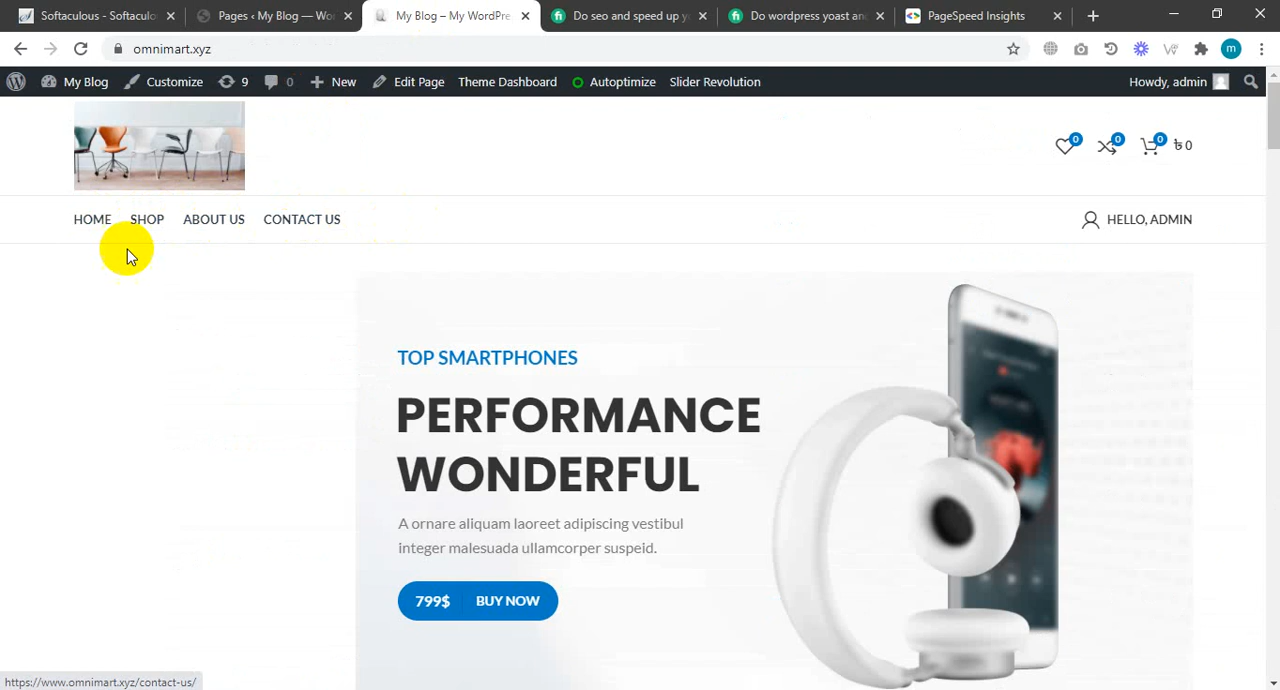 Softaculous - Softaculo
Pages ‹ My Blog — Wor
My Blog – My WordPre
Do seo and speed up yo
Do wordpress yoast and
PageSpeed Insights
omnimart.xyz
m
My Blog
Customize
9
0
New
Edit Page
Theme Dashboard
Autoptimize
Slider Revolution
Howdy, admin
0
0
0
৳ 0
HOME
SHOP
ABOUT US
CONTACT US
HELLO, ADMIN
TOP SMARTPHONES
PERFORMANCE
WONDERFUL
A ornare aliquam laoreet adipiscing vestibul
integer malesuada ullamcorper suspeid.
799$
BUY NOW
https://www.omnimart.xyz/contact-us/